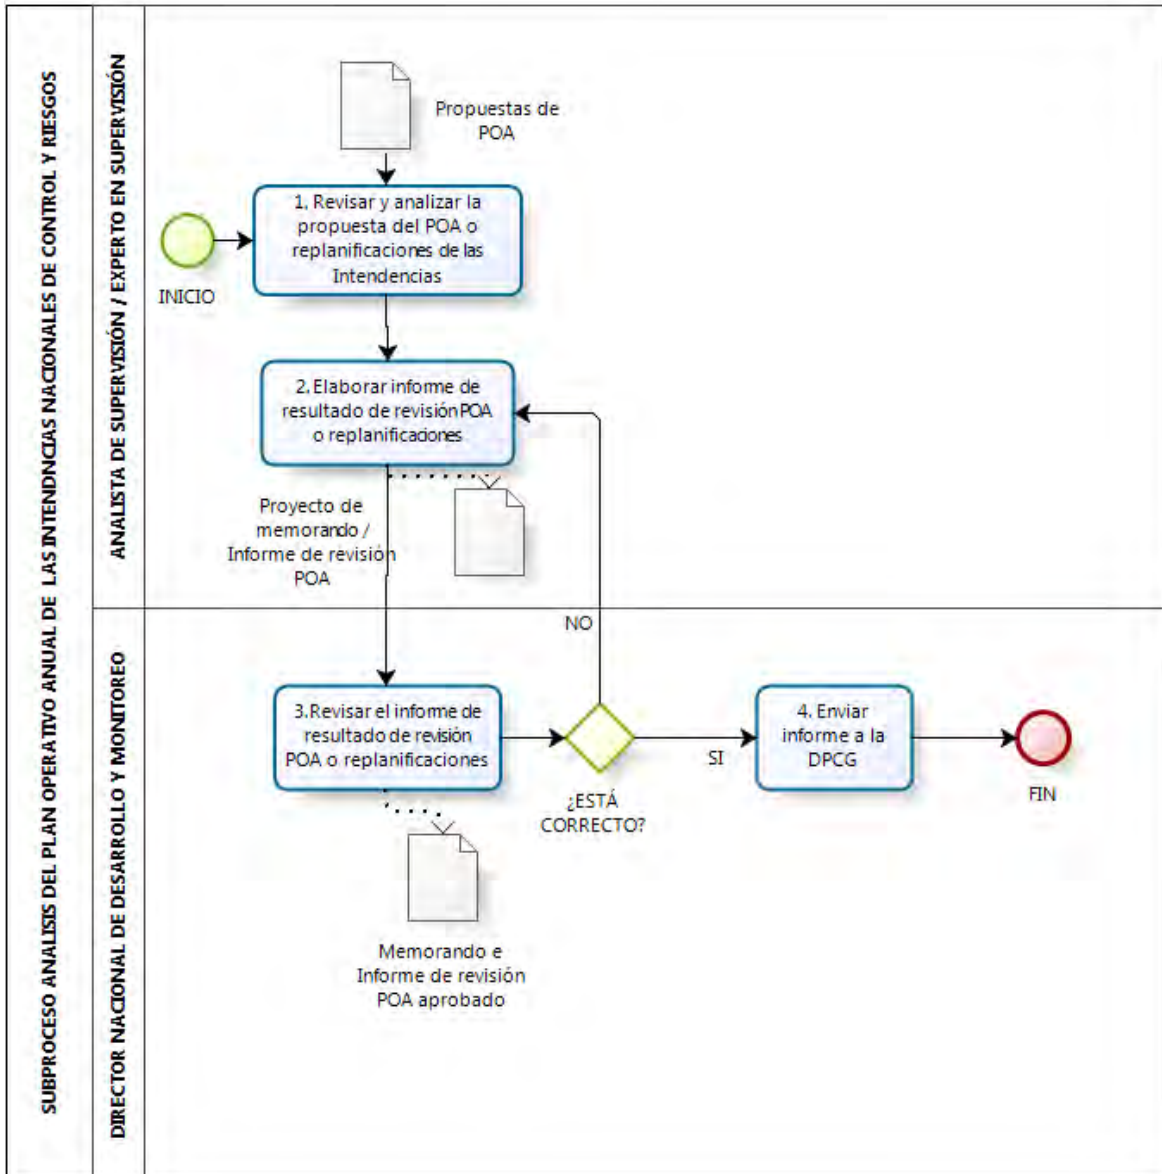 SUBPROCESO ANALISIS DEL PLAN OPERATIVO ANUAL DE LAS INTENDNCIAS NACIONALES DE CONTROL Y RIESGOS
ANALISTA DE SUPERVISIÓN / EXPERTO EN SUPERVISIÓN
Propuestas de
POA
1. Revisar y analizar la
propuesta del POA o
replanificaciones de las
Intendencias
INICIO
2. Elaborar informe de
resultado de revisión POA
o replanificaciones
Proyecto de
memorando /
Informe de revisión
POA
DIRECTOR NACIONAL DE DESARROLLO Y MONITOREO
NO
3.Revisar el informe de
resultado de revisión
POA o replanificaciones
¿ESTÁ
CORRECTO?
SI
4. Enviar
informe a la
DPCG
FIN
Memorando e
Informe de revisión
POA aprobado